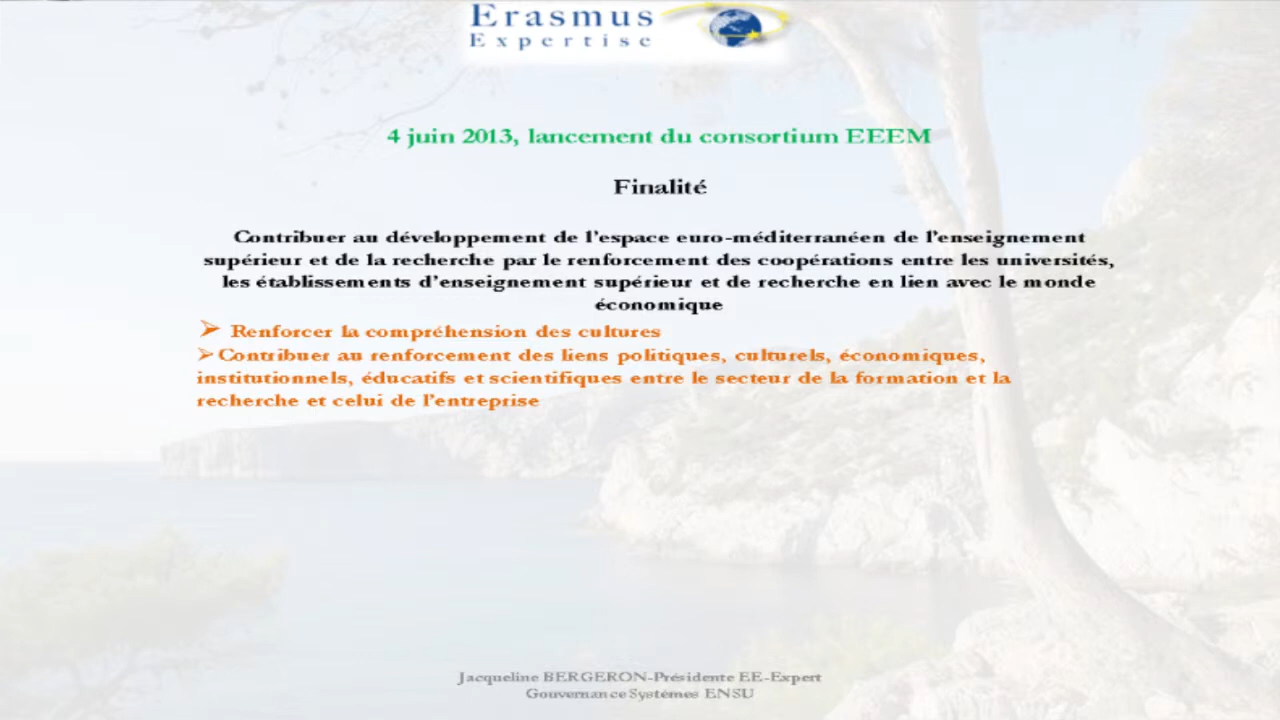 Erasmus
Expertise
4 juin 2013, lancement du consortium EEEM
Finalité
Contribuer au développement de l'espace euro-méditerranéen de l'enseignement
supérieur et de la recherche par le renforcement des coopérations entre les universités,
les établissements d'enseignement supérieur et de recherche en lien avec le monde
économique
➢ Renforcer la compréhension des cultures
➢Contribuer au renforcement des liens politiques, culturels, économiques,
institutionnels, éducatifs et scientifiques entre le secteur de la formation et la
recherche et celui de l'entreprise
Jacqueline BERGERON-Présidente EE-Expert
Gouvernance Systèmes ENSU